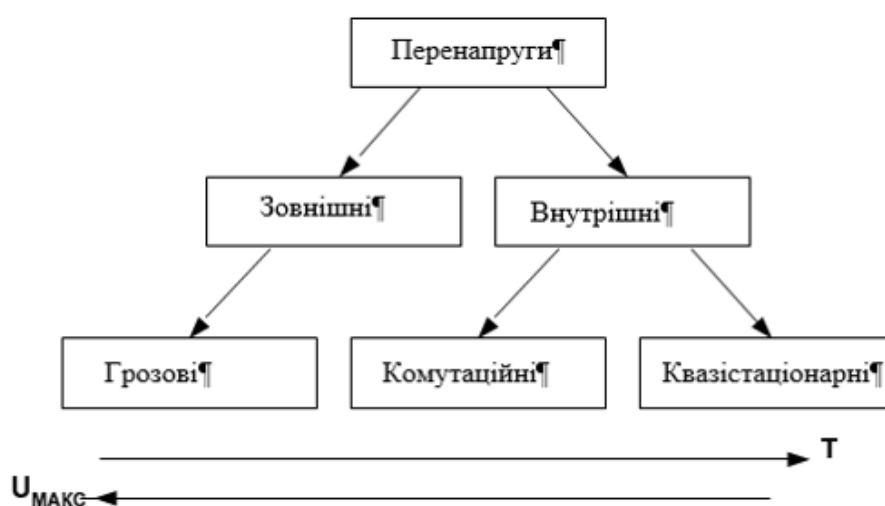 Перенапруги¶
Зовнішні¶
Внутрішні¶
Грозові¶
Комутаційні¶
Квазістаціонарні¶
T
UМАКС